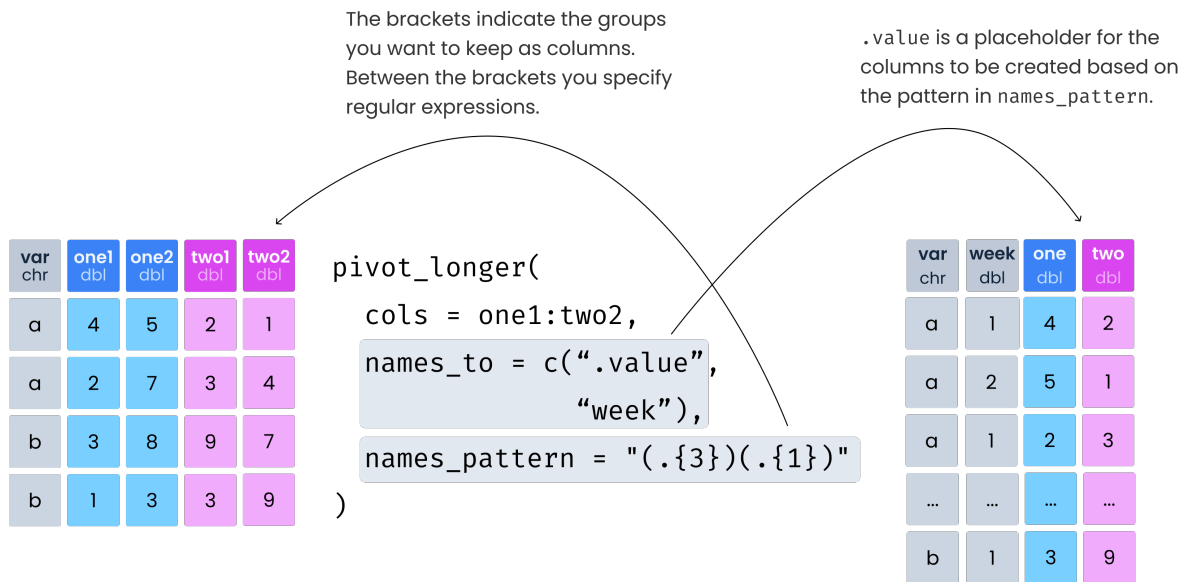 The brackets indicate the groups
you want to keep as columns.
Between the brackets you specify
regular expressions.
.value is a placeholder for the
columns to be created based on
the pattern in names_pattern.
var one1 one2 two1 two2
chr dbl dbl dbl dbl
a 4 5 2 1
a 2 7 3 4
b 3 8 9 7
b 1 3 3 9
pivot_longer(
cols = one1:two2,
names_to = c(“.value”,
“week”),
names_pattern = "(.{3})(.{1})"
)
var week one two
chr dbl dbl dbl
a 1 4 2
a 2 5 1
a 1 2 3
... ... ... ...
b 1 3 9